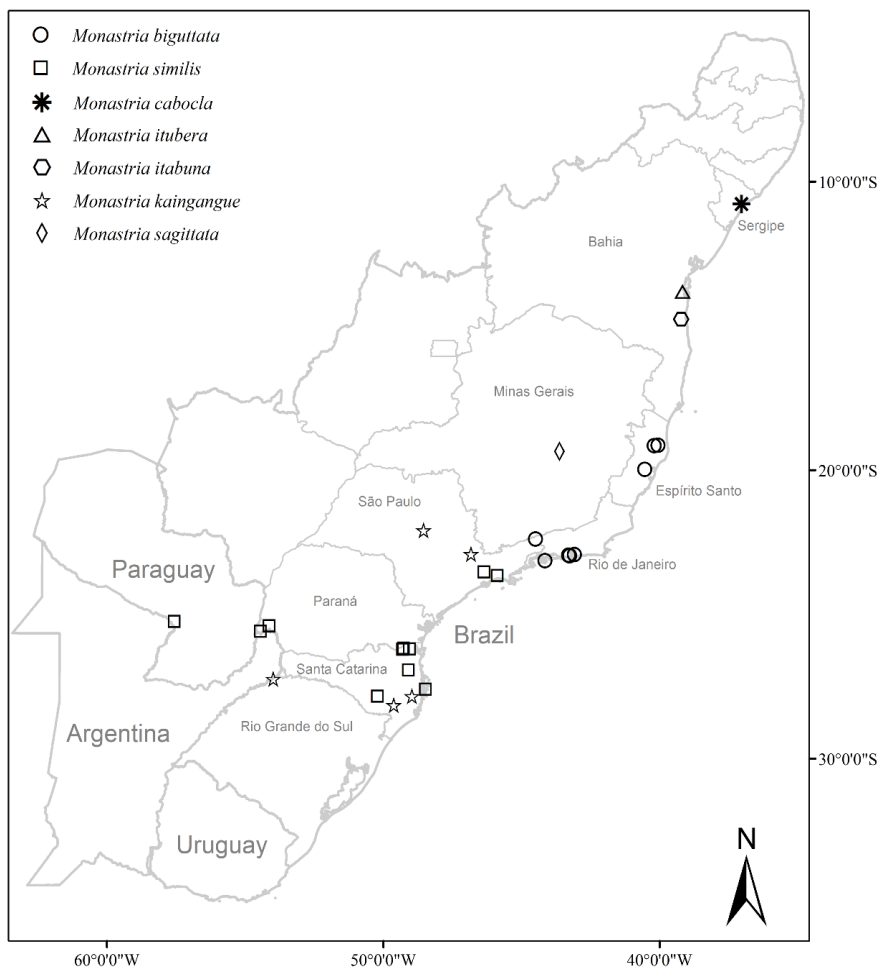 Monastria biguttata
Monastria similis
Monastria cabocla
Monastria itubera
Monastria itabuna
Monastria kaingangue
Monastria sagittata
10°0'0"S
Sergipe
Bahia
Minas Gerais
20°0'0"S
Espírito Santo
São Paulo
Rio de Janeiro
Paraguay
Paraná
Brazil
Santa Catarina
Rio Grande do Sul
Argentina
30°0'0"S
Uruguay
N
60°0'0"W 50°0'0"W 40°0'0"W